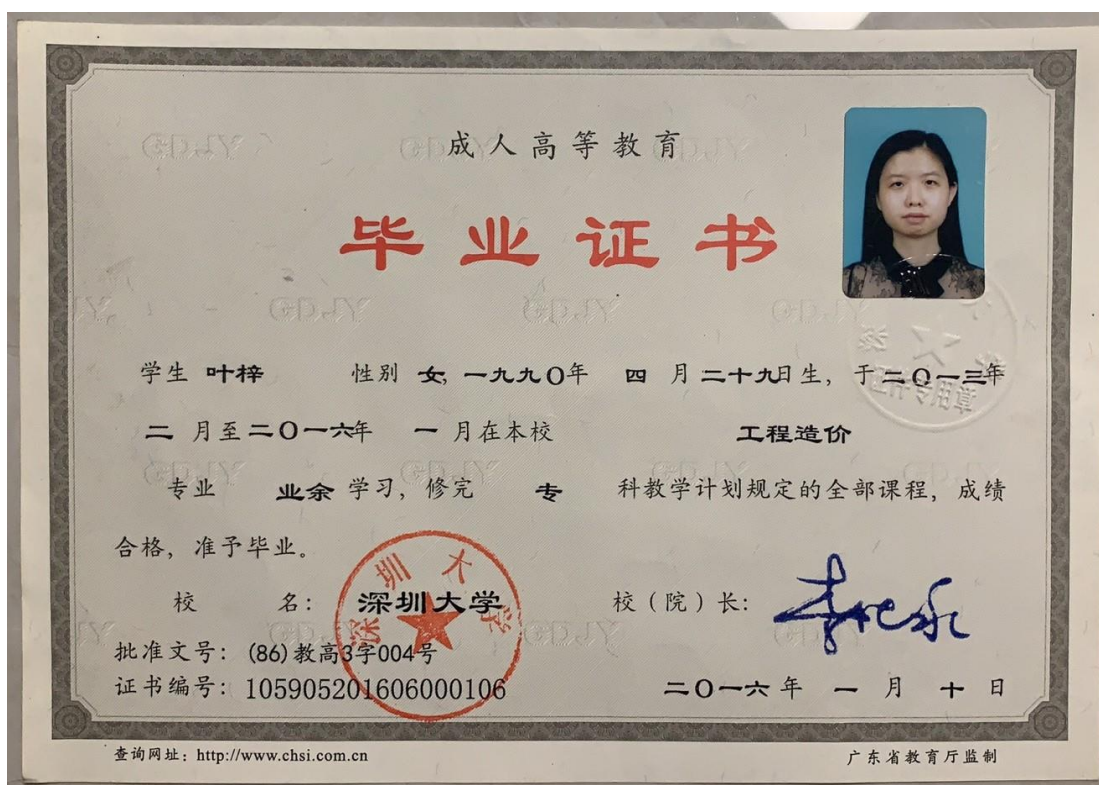 成人高等教育
毕业证书
学生 叶梓 性别 女, 一九九〇年 四 月 二十九日生, 于 二〇一三年
二 月至 二〇一六年 一 月在本校 工程造价
专业 业余 学习, 修完 专 科教学计划规定的全部课程, 成绩
合格, 准予毕业。
校 名: 深圳大学 校(院)长:
深圳大学
批准文号: (86)教高3字004号
证书编号: 105905201606000106 二〇一六年 一 月 十 日
查询网址: http://www.chsi.com.cn 广东省教育厅监制
GDJY